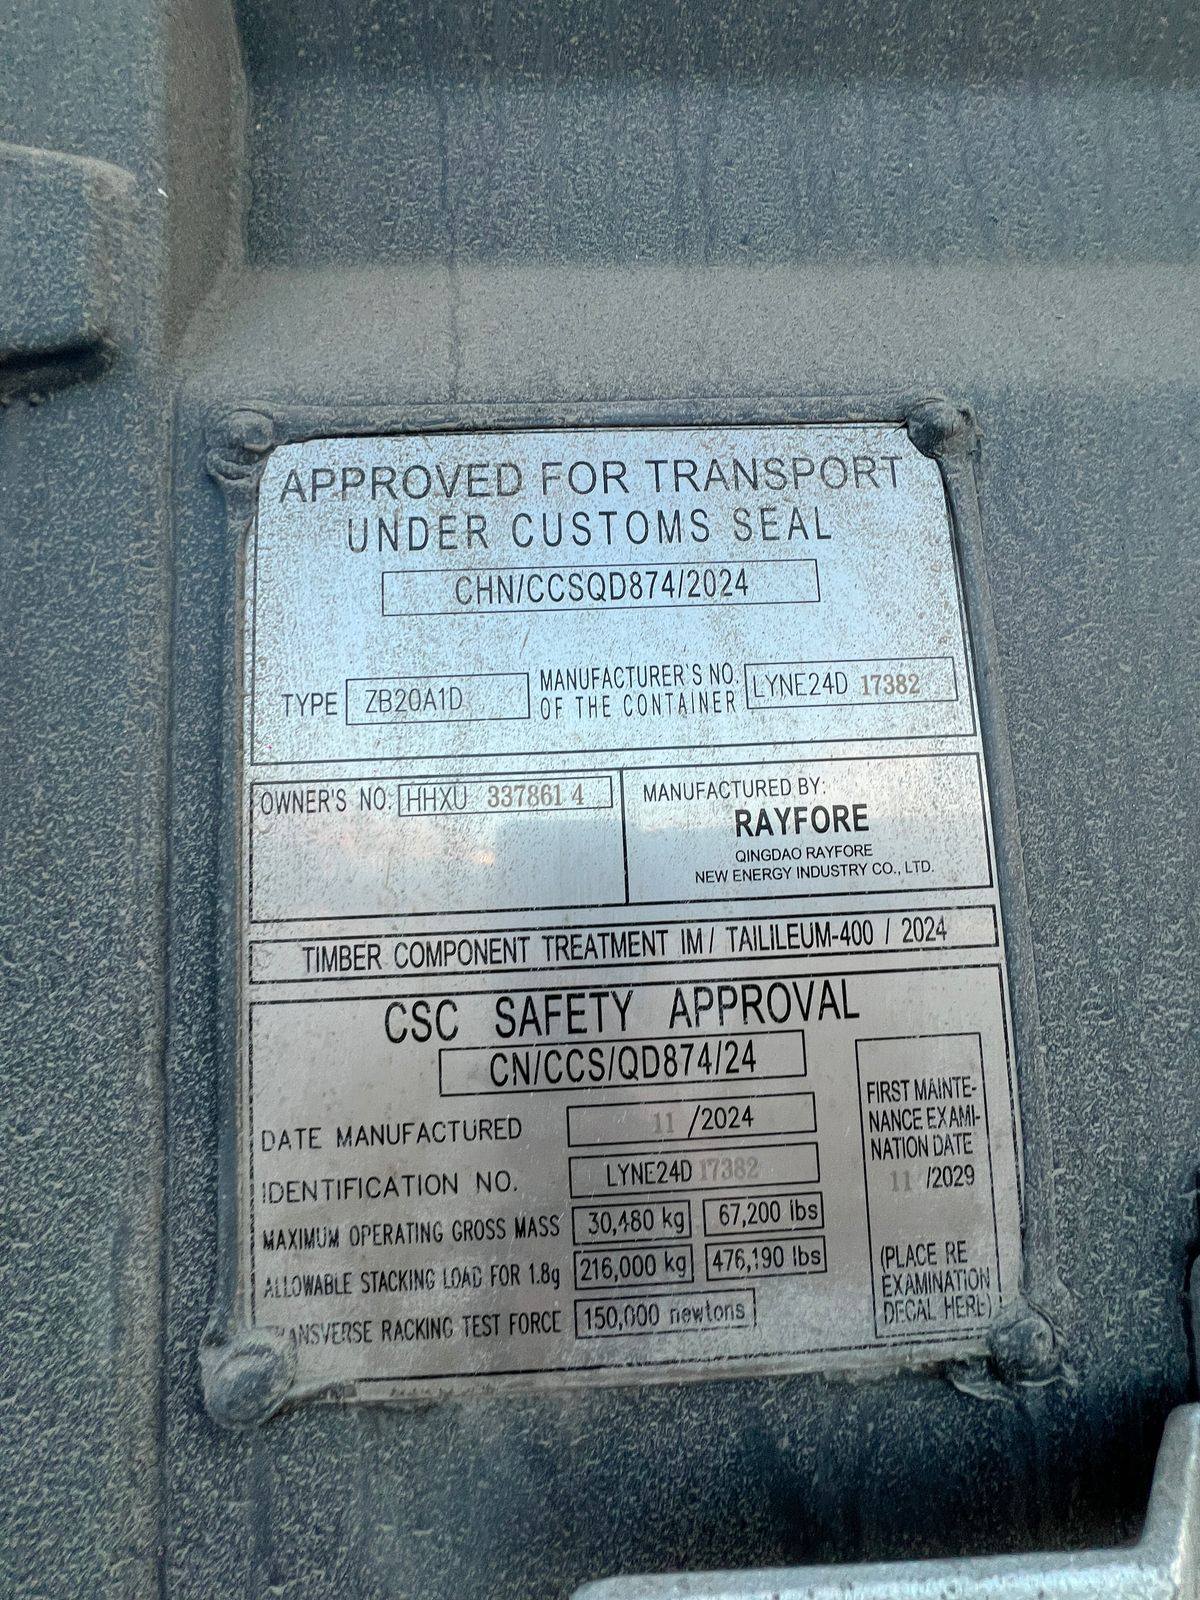 APPROVED FOR TRANSPORT
UNDER CUSTOMS SEAL
CHN/CCSQD874/2024
TYPE ZB20A1D
MANUFACTURER'S NO.
OF THE CONTAINER
LYNE24D 17382
OWNER'S NO. HHXU 337861 4
MANUFACTURED BY:
RAYFORE
QINGDAO RAYFORE
NEW ENERGY INDUSTRY CO., LTD.
TIMBER COMPONENT TREATMENT IM / TAILILEUM-400 / 2024
CSC SAFETY APPROVAL
CN/CCS/QD874/24
DATE MANUFACTURED 11 /2024
IDENTIFICATION NO. LYNE24D 17382
MAXIMUM OPERATING GROSS MASS 30,480 kg 67,200 lbs
ALLOWABLE STACKING LOAD FOR 1.8g 216,000 kg 476,190 lbs
TRANSVERSE RACKING TEST FORCE 150,000 newtons
FIRST MAINTE-
NANCE EXAMI-
NATION DATE
11 /2029
(PLACE RE
EXAMINATION
DECAL HERE)